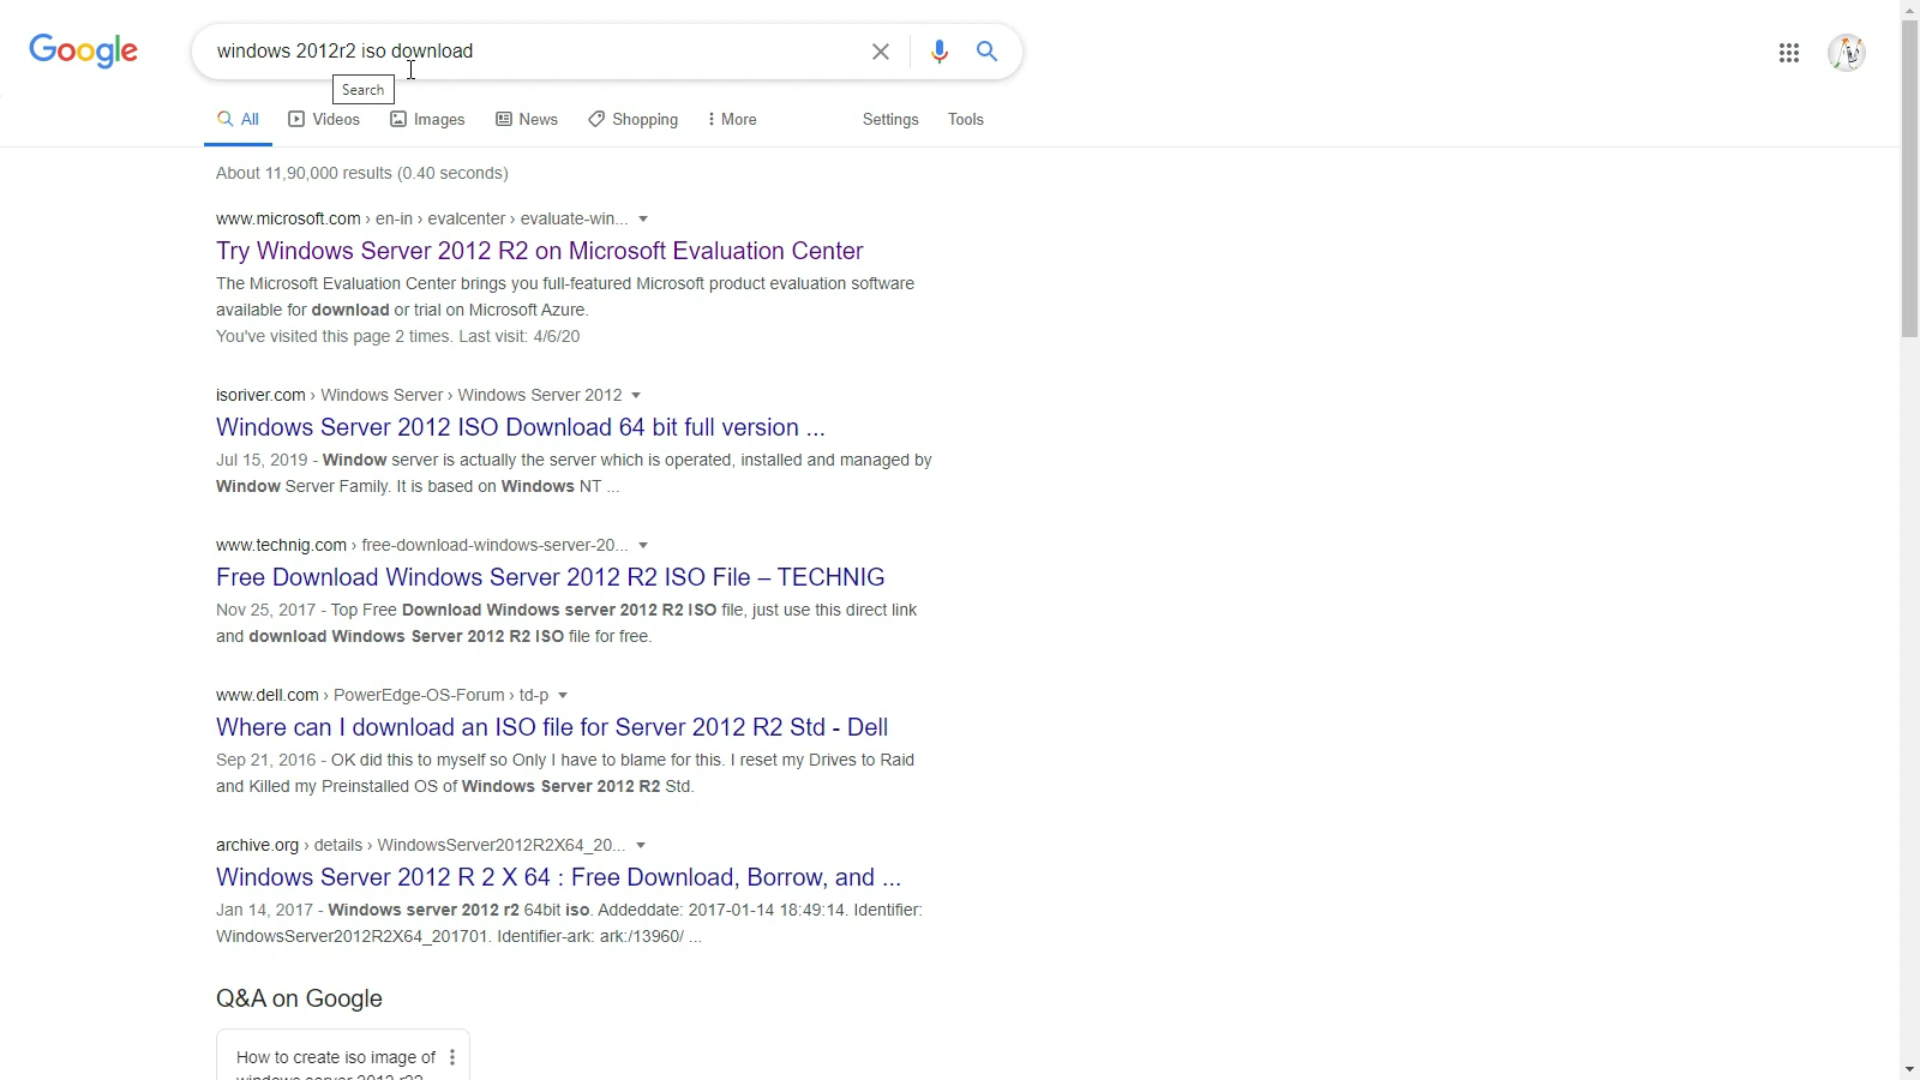 Google
windows 2012r2 iso download
Search
All Videos Images News Shopping More Settings Tools
About 11,90,000 results (0.40 seconds)
www.microsoft.com › en-in › evalcenter › evaluate-win...
Try Windows Server 2012 R2 on Microsoft Evaluation Center
The Microsoft Evaluation Center brings you full-featured Microsoft product evaluation software
available for download or trial on Microsoft Azure.
You've visited this page 2 times. Last visit: 4/6/20
isoriver.com › Windows Server › Windows Server 2012
Windows Server 2012 ISO Download 64 bit full version ...
Jul 15, 2019 - Window server is actually the server which is operated, installed and managed by
Window Server Family. It is based on Windows NT ...
www.technig.com › free-download-windows-server-20...
Free Download Windows Server 2012 R2 ISO File – TECHNIG
Nov 25, 2017 - Top Free Download Windows server 2012 R2 ISO file, just use this direct link
and download Windows Server 2012 R2 ISO file for free.
www.dell.com › PowerEdge-OS-Forum › td-p
Where can I download an ISO file for Server 2012 R2 Std - Dell
Sep 21, 2016 - OK did this to myself so Only I have to blame for this. I reset my Drives to Raid
and Killed my Preinstalled OS of Windows Server 2012 R2 Std.
archive.org › details › WindowsServer2012R2X64_20...
Windows Server 2012 R 2 X 64 : Free Download, Borrow, and ...
Jan 14, 2017 - Windows server 2012 r2 64bit iso. Addeddate: 2017-01-14 18:49:14. Identifier:
WindowsServer2012R2X64_201701. Identifier-ark: ark:/13960/ ...
Q&A on Google
How to create iso image of
windows server 2012 r2?